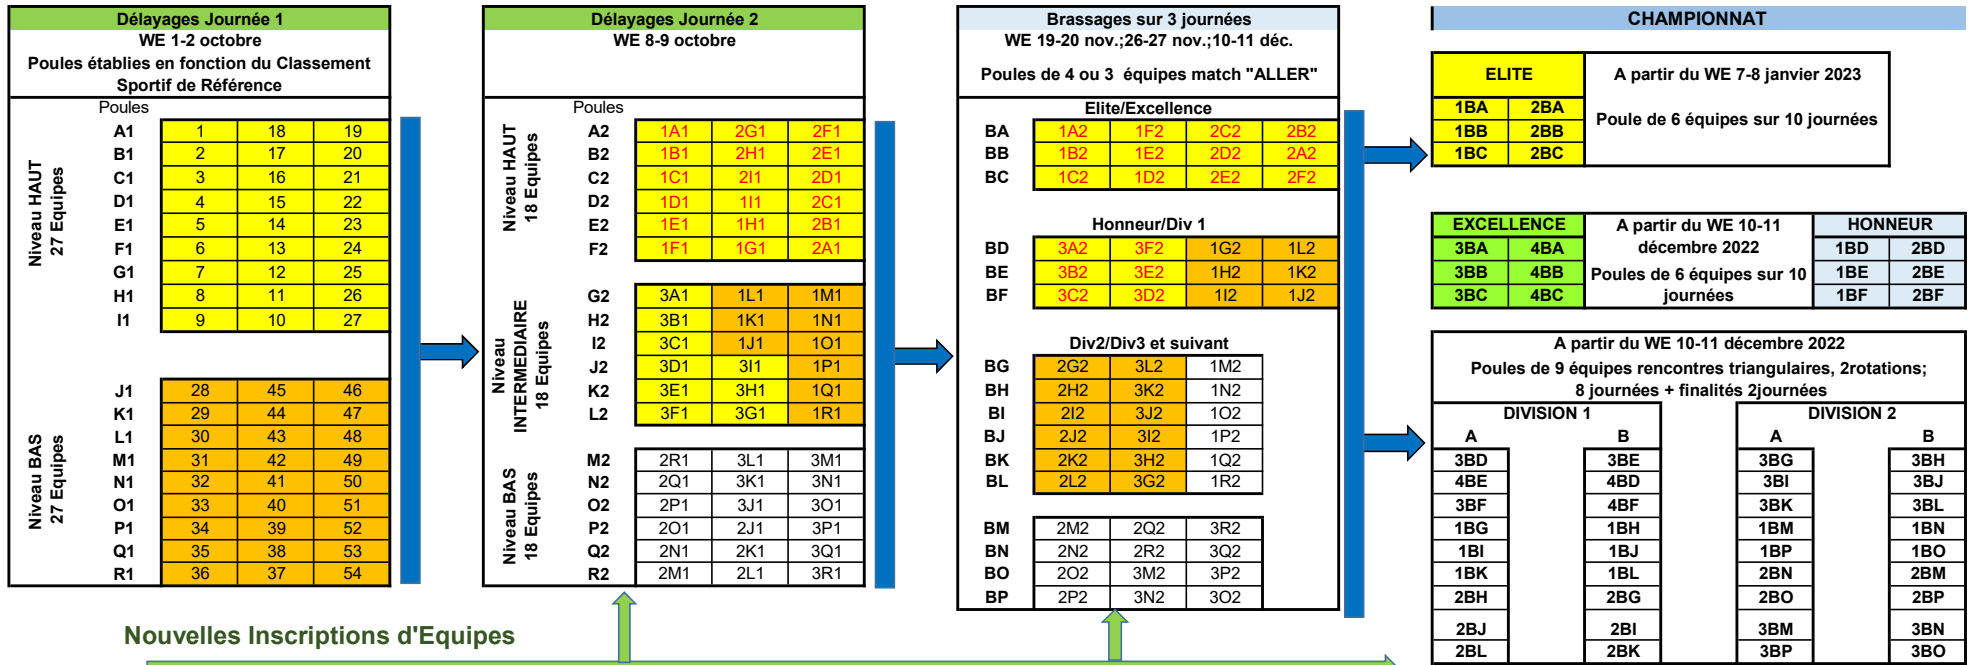 Délayages Journée 1
WE 1-2 octobre
Poules établies en fonction du Classement
Sportif de Référence
Poules
Niveau HAUT
27 Equipes
A1 1 18 19
B1 2 17 20
C1 3 16 21
D1 4 15 22
E1 5 14 23
F1 6 13 24
G1 7 12 25
H1 8 11 26
I1 9 10 27
Niveau BAS
27 Equipes
J1 28 45 46
K1 29 44 47
L1 30 43 48
M1 31 42 49
N1 32 41 50
O1 33 40 51
P1 34 39 52
Q1 35 38 53
R1 36 37 54
Délayages Journée 2
WE 8-9 octobre
Poules
Niveau HAUT
18 Equipes
A2 1A1 2G1 2F1
B2 1B1 2H1 2E1
C2 1C1 2I1 2D1
D2 1D1 1I1 2C1
E2 1E1 1H1 2B1
F2 1F1 1G1 2A1
Niveau
INTERMEDIAIRE
18 Equipes
G2 3A1 1L1 1M1
H2 3B1 1K1 1N1
I2 3C1 1J1 1O1
J2 3D1 3I1 1P1
K2 3E1 3H1 1Q1
L2 3F1 3G1 1R1
Niveau BAS
18 Equipes
M2 2R1 3L1 3M1
N2 2Q1 3K1 3N1
O2 2P1 3J1 3O1
P2 2O1 2J1 3P1
Q2 2N1 2K1 3Q1
R2 2M1 2L1 3R1
Brassages sur 3 journées
WE 19-20 nov.;26-27 nov.;10-11 déc.
Poules de 4 ou 3 équipes match "ALLER"
Elite/Excellence
BA 1A2 1F2 2C2 2B2
BB 1B2 1E2 2D2 2A2
BC 1C2 1D2 2E2 2F2
Honneur/Div 1
BD 3A2 3F2 1G2 1L2
BE 3B2 3E2 1H2 1K2
BF 3C2 3D2 1I2 1J2
Div2/Div3 et suivant
BG 2G2 3L2 1M2
BH 2H2 3K2 1N2
BI 2I2 3J2 1O2
BJ 2J2 3I2 1P2
BK 2K2 3H2 1Q2
BL 2L2 3G2 1R2
BM 2M2 2Q2 3R2
BN 2N2 2R2 3Q2
BO 2O2 3M2 3P2
BP 2P2 3N2 3O2
CHAMPIONNAT
ELITE
1BA 2BA
1BB 2BB
1BC 2BC
A partir du WE 7-8 janvier 2023
Poule de 6 équipes sur 10 journées
EXCELLENCE
3BA 4BA
3BB 4BB
3BC 4BC
A partir du WE 10-11
décembre 2022
Poules de 6 équipes sur 10
journées
HONNEUR
1BD 2BD
1BE 2BE
1BF 2BF
A partir du WE 10-11 décembre 2022
Poules de 9 équipes rencontres triangulaires, 2rotations;
8 journées + finalités 2journées
DIVISION 1 DIVISION 2
A B A B
3BD 3BE 3BG 3BH
4BE 4BD 3BI 3BJ
3BF 4BF 3BK 3BL
1BG 1BH 1BM 1BN
1BI 1BJ 1BP 1BO
1BK 1BL 2BN 2BM
2BH 2BG 2BO 2BP
2BJ 2BI 3BM 3BN
2BL 2BK 3BP 3BO
Nouvelles Inscriptions d'Equipes